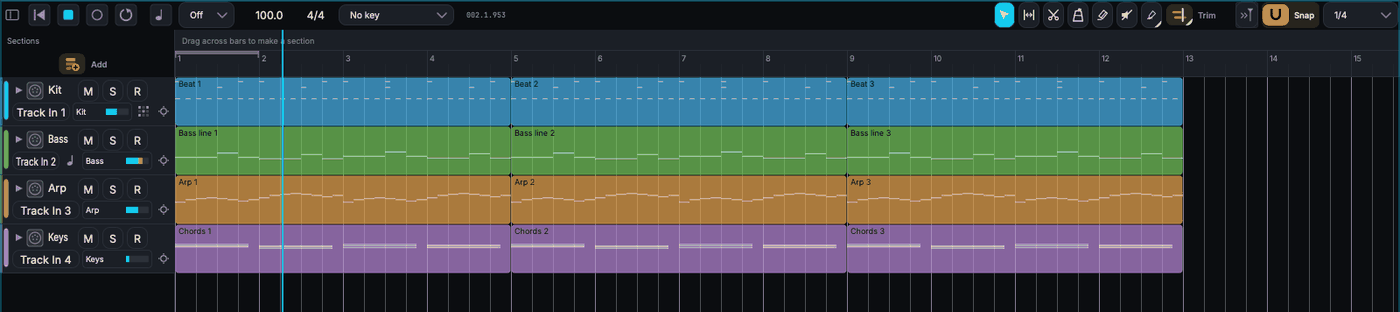 Off 100.0 4/4 No key 002.1.953 Trim Snap 1/4
Sections Drag across bars to make a section
Add 1 2 3 4 5 6 7 8 9 10 11 12 13 14 15
Kit M S R Beat 1 Beat 2 Beat 3
Track In 1 Kit
Bass M S R Bass line 1 Bass line 2 Bass line 3
Track In 2 Bass
Arp M S R Arp 1 Arp 2 Arp 3
Track In 3 Arp
Keys M S R Chords 1 Chords 2 Chords 3
Track In 4 Keys